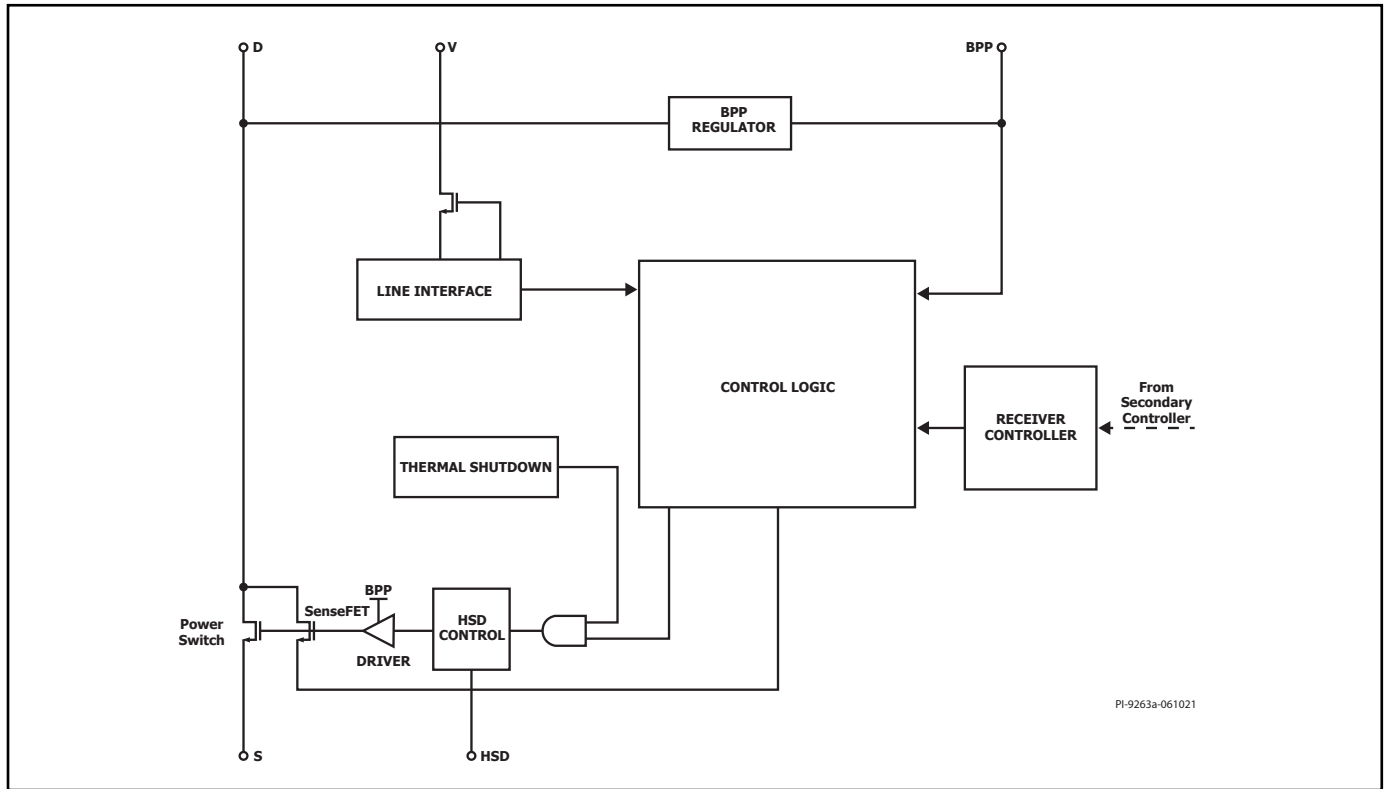 D
V
BPP
BPP
REGULATOR
LINE INTERFACE
CONTROL LOGIC
RECEIVER
CONTROLLER
From
Secondary
Controller
THERMAL SHUTDOWN
Power
Switch
SenseFET
BPP
DRIVER
HSD
CONTROL
S
HSD
PI-9263a-061021